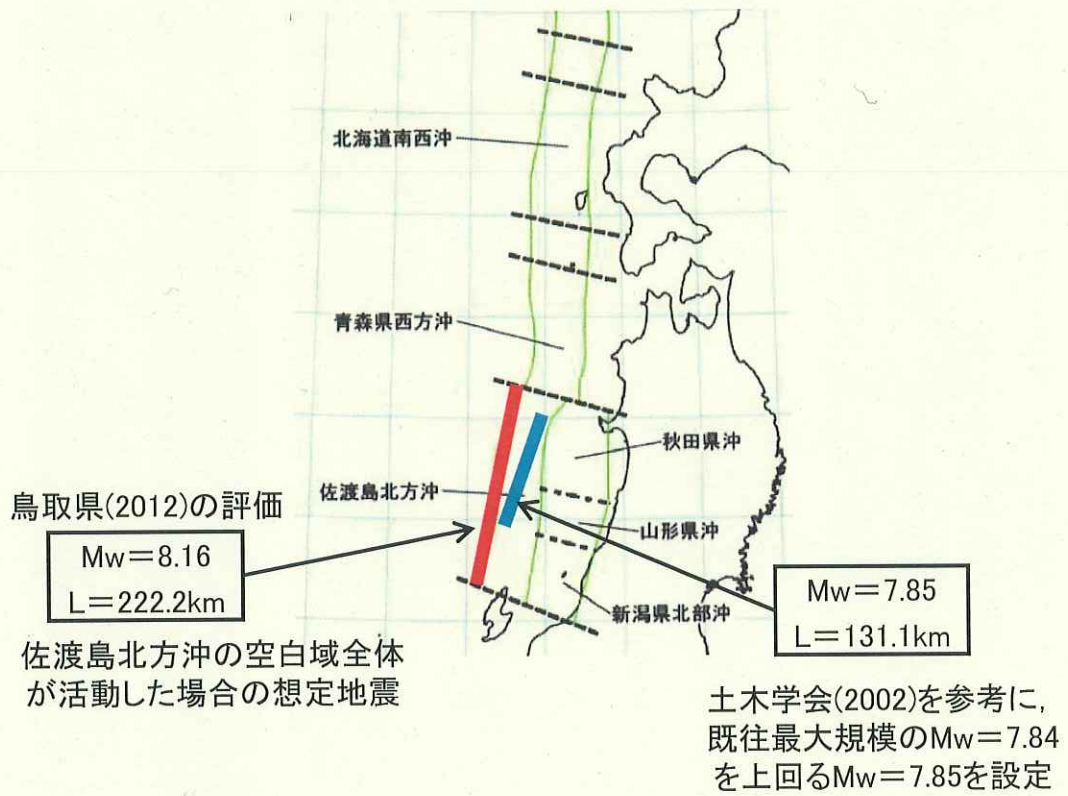 北海道南西沖
青森県西方沖
秋田県沖
佐渡島北方沖
山形県沖
新潟県北部沖
鳥取県(2012)の評価
Mw=8.16
L=222.2km
佐渡島北方沖の空白域全体
が活動した場合の想定地震
Mw=7.85
L=131.1km
土木学会(2002)を参考に,
既往最大規模のMw=7.84
を上回るMw=7.85を設定